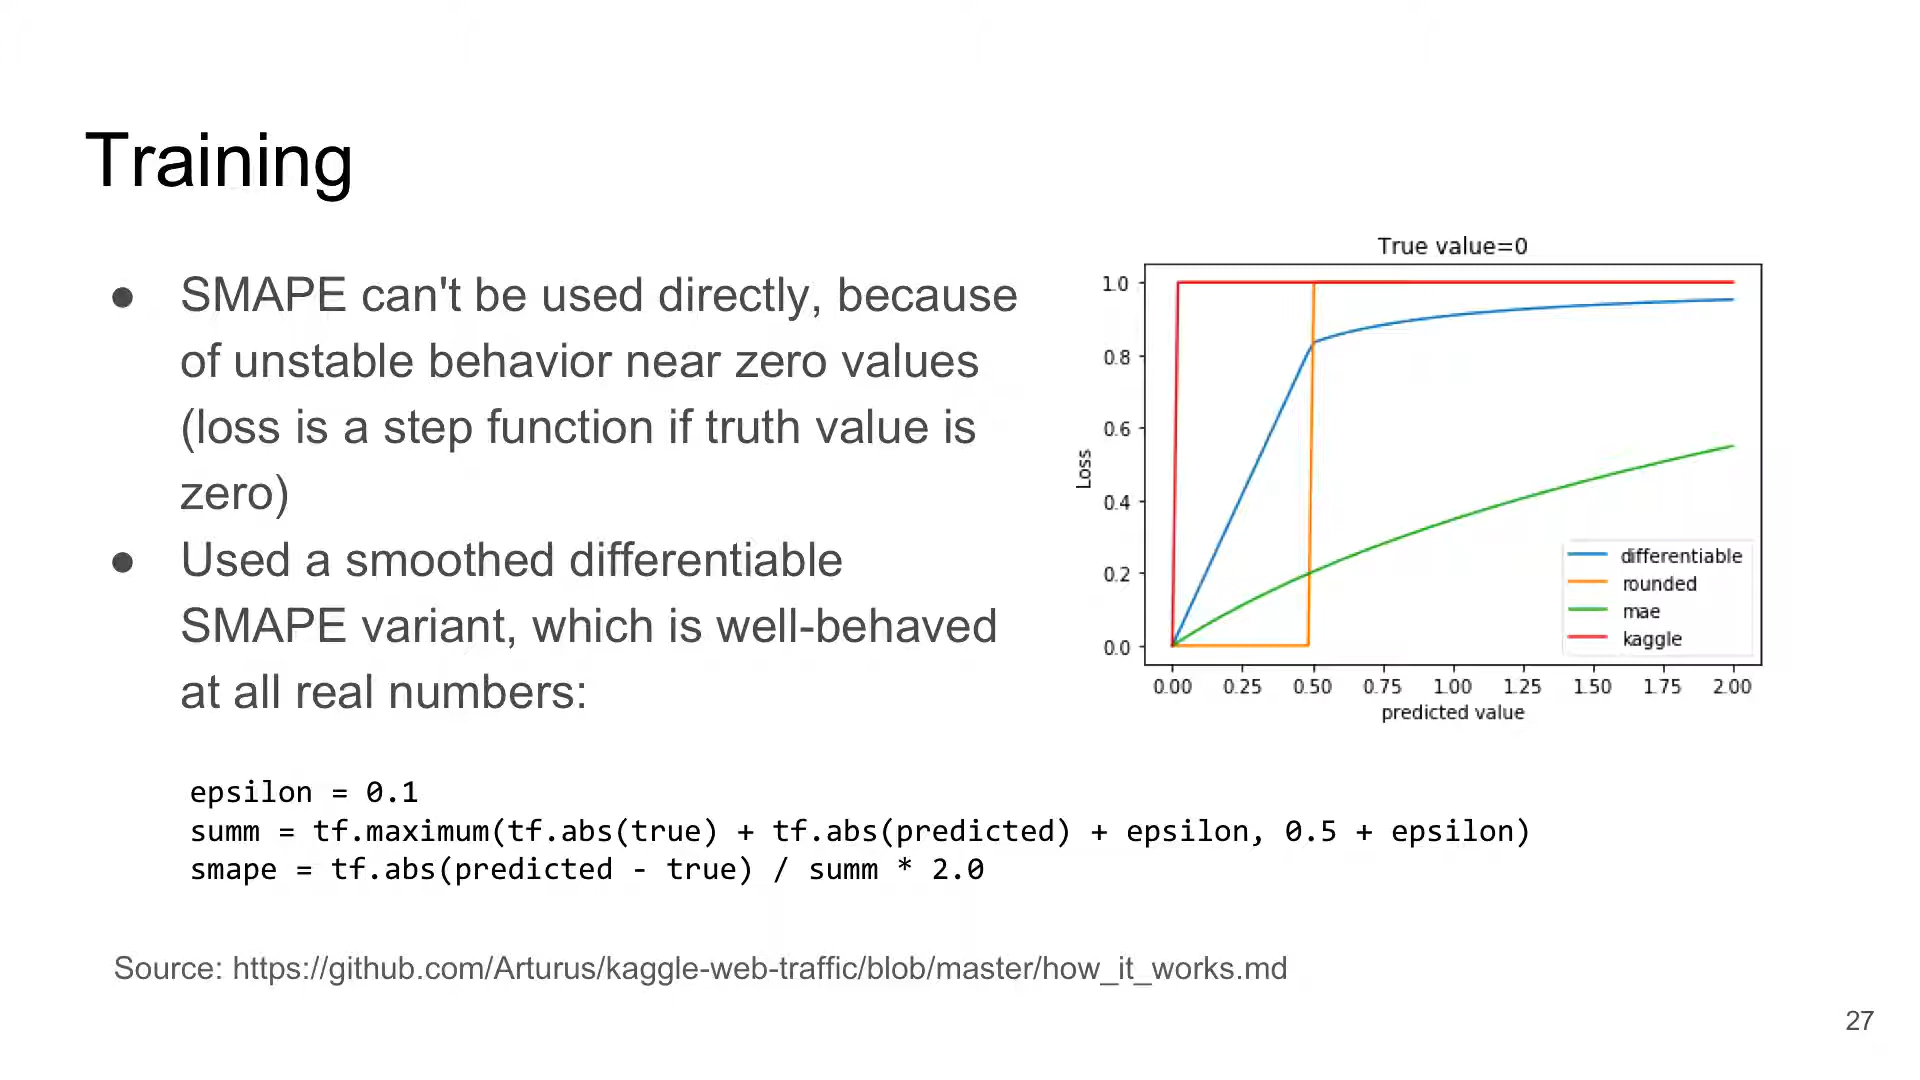 Training
● SMAPE can't be used directly, because
of unstable behavior near zero values
(loss is a step function if truth value is
zero)
● Used a smoothed differentiable
SMAPE variant, which is well-behaved
at all real numbers:
True value=0
1.0
0.8
0.6
0.4
0.2
0.0
Loss
differentiable
rounded
mae
kaggle
0.00 0.25 0.50 0.75 1.00 1.25 1.50 1.75 2.00
predicted value
epsilon = 0.1
summ = tf.maximum(tf.abs(true) + tf.abs(predicted) + epsilon, 0.5 + epsilon)
smape = tf.abs(predicted - true) / summ * 2.0
Source: https://github.com/Arturus/kaggle-web-traffic/blob/master/how_it_works.md
27